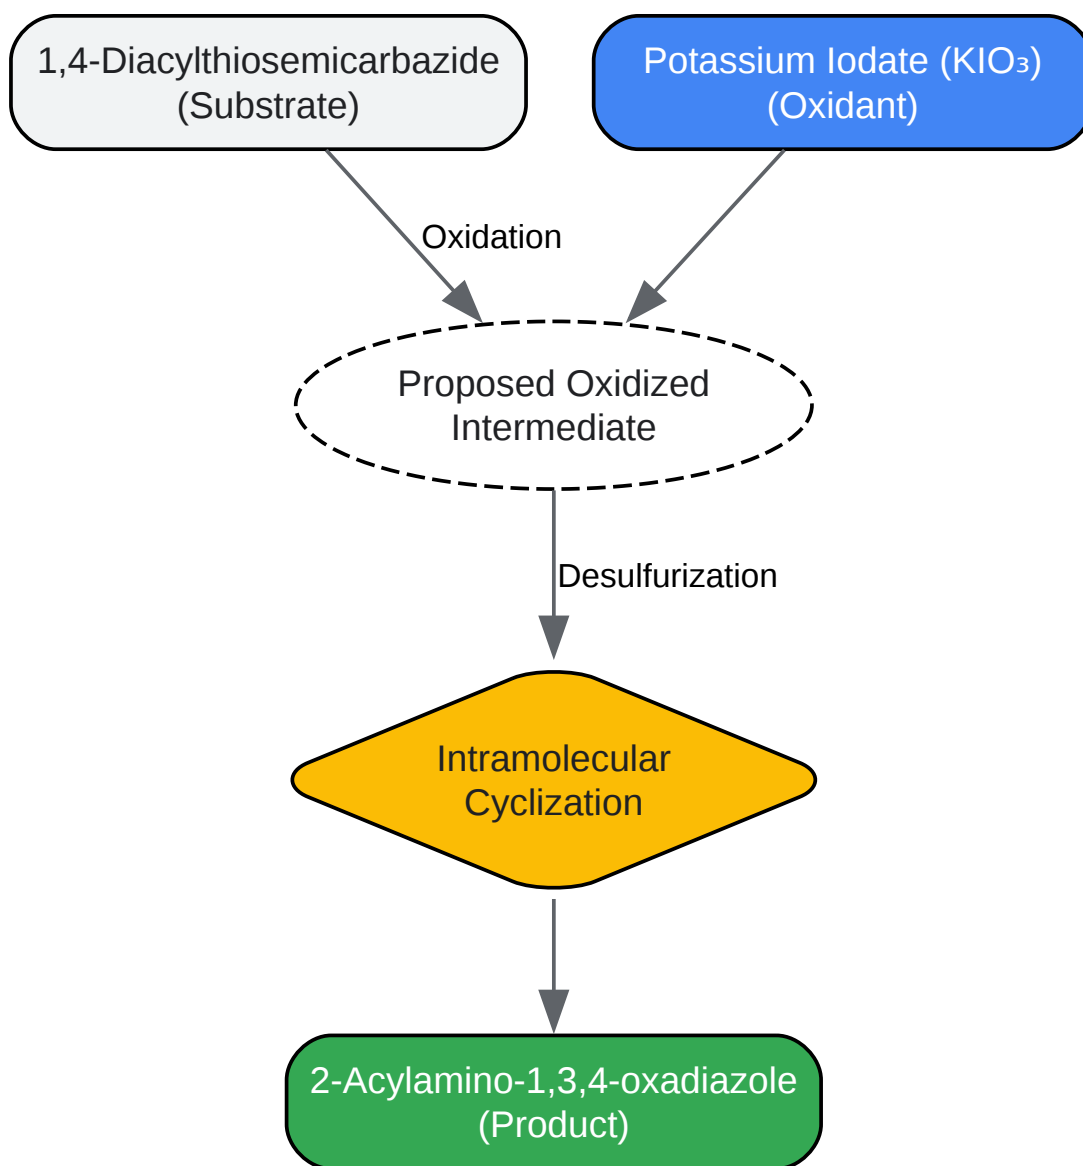 1,4-Diacylthiosemicarbazide
(Substrate)
Potassium Iodate (KIO₃)
(Oxidant)
Oxidation
Proposed Oxidized
Intermediate
Desulfurization
Intramolecular
Cyclization
2-Acylamino-1,3,4-oxadiazole
(Product)